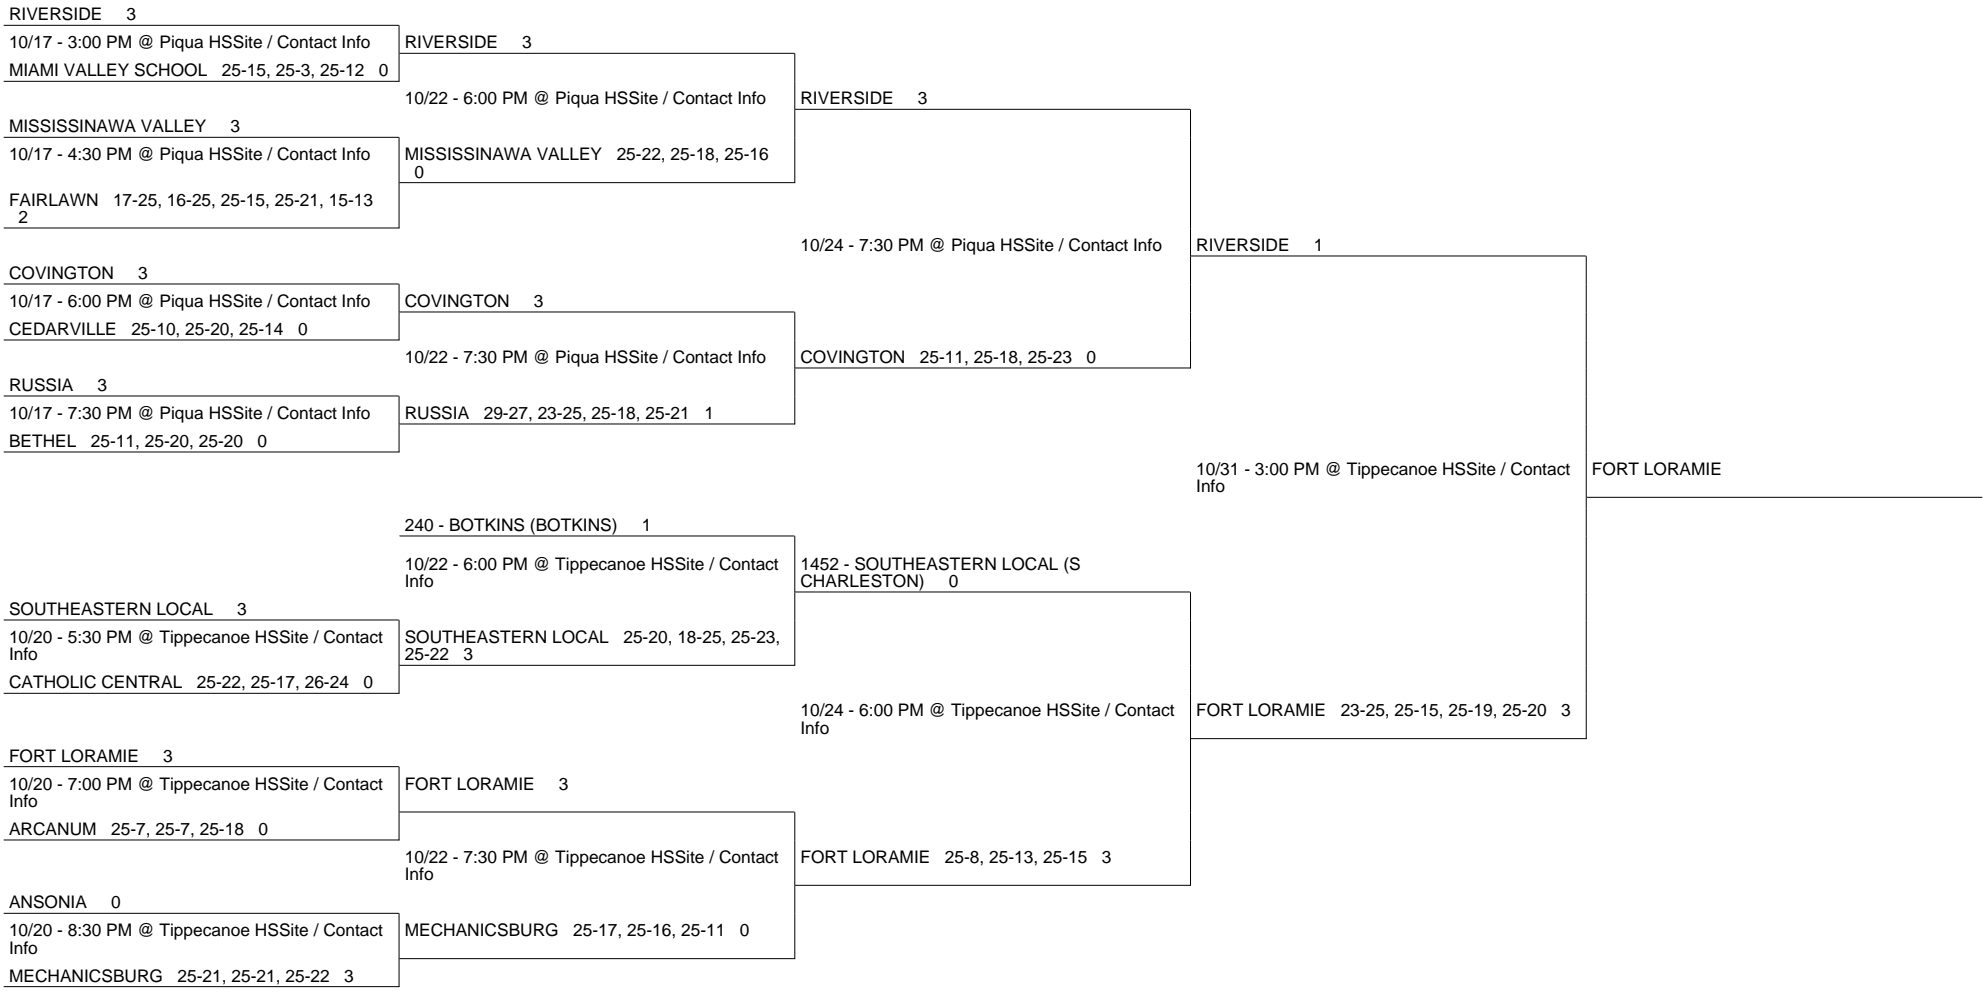 RIVERSIDE 3
10/17 - 3:00 PM @ Piqua HSSite / Contact Info
MIAMI VALLEY SCHOOL 25-15, 25-3, 25-12 0
MISSISSINAWA VALLEY 3
10/17 - 4:30 PM @ Piqua HSSite / Contact Info
FAIRLAWN 17-25, 16-25, 25-15, 25-21, 15-13
2
COVINGTON 3
10/17 - 6:00 PM @ Piqua HSSite / Contact Info
CEDARVILLE 25-10, 25-20, 25-14 0
RUSSIA 3
10/17 - 7:30 PM @ Piqua HSSite / Contact Info
BETHEL 25-11, 25-20, 25-20 0
SOUTHEASTERN LOCAL 3
10/20 - 5:30 PM @ Tippecanoe HSSite / Contact
Info
CATHOLIC CENTRAL 25-22, 25-17, 26-24 0
FORT LORAMIE 3
10/20 - 7:00 PM @ Tippecanoe HSSite / Contact
Info
ARCANUM 25-7, 25-7, 25-18 0
ANSONIA 0
10/20 - 8:30 PM @ Tippecanoe HSSite / Contact
Info
MECHANICSBURG 25-21, 25-21, 25-22 3
RIVERSIDE 3
10/22 - 6:00 PM @ Piqua HSSite / Contact Info
MISSISSINAWA VALLEY 25-22, 25-18, 25-16
0
COVINGTON 3
10/22 - 7:30 PM @ Piqua HSSite / Contact Info
RUSSIA 29-27, 23-25, 25-18, 25-21 1
240 - BOTKINS (BOTKINS) 1
10/22 - 6:00 PM @ Tippecanoe HSSite / Contact
Info
SOUTHEASTERN LOCAL 25-20, 18-25, 25-23,
25-22 3
FORT LORAMIE 3
10/22 - 7:30 PM @ Tippecanoe HSSite / Contact
Info
MECHANICSBURG 25-17, 25-16, 25-11 0
RIVERSIDE 3
10/24 - 7:30 PM @ Piqua HSSite / Contact Info
COVINGTON 25-11, 25-18, 25-23 0
1452 - SOUTHEASTERN LOCAL (S
CHARLESTON) 0
10/24 - 6:00 PM @ Tippecanoe HSSite / Contact
Info
FORT LORAMIE 25-8, 25-13, 25-15 3
RIVERSIDE 1
10/31 - 3:00 PM @ Tippecanoe HSSite / Contact
Info
FORT LORAMIE 23-25, 25-15, 25-19, 25-20 3
FORT LORAMIE